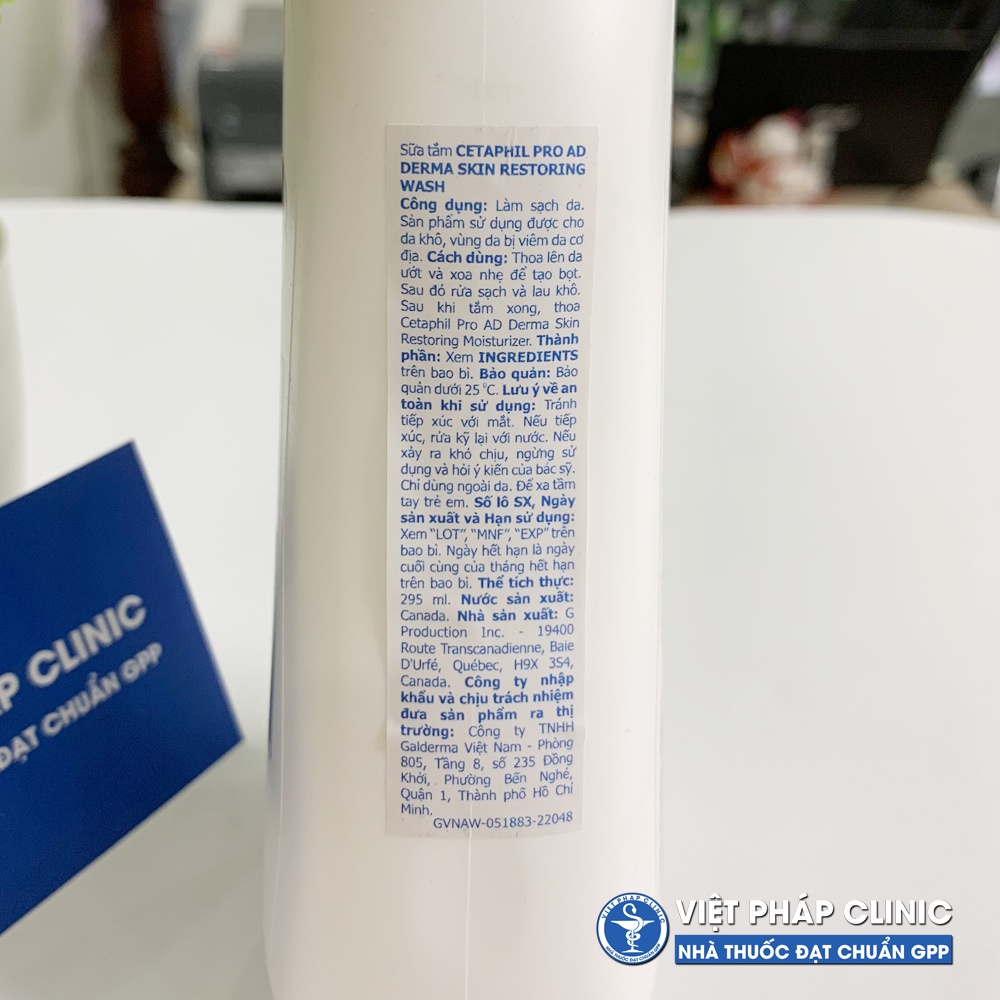 Sữa tắm CETAPHIL PRO AD
DERMA SKIN RESTORING
WASH
Công dụng: Làm sạch da.
Sản phẩm sử dụng được cho
da khô, vùng da bị viêm da cơ
địa. Cách dùng: Thoa lên da
ướt và xoa nhẹ để tạo bọt.
Sau đó rửa sạch và lau khô.
Sau khi tắm xong, thoa
Cetaphil Pro AD Derma Skin
Restoring Moisturizer. Thành
phần: Xem INGREDIENTS
trên bao bì. Bảo quản: Bảo
quản dưới 25 °C. Lưu ý về an
toàn khi sử dụng: Tránh
tiếp xúc với mắt. Nếu tiếp
xúc, rửa kỹ lại với nước. Nếu
xảy ra khó chịu, ngừng sử
dụng và hỏi ý kiến của bác sỹ.
Chỉ dùng ngoài da. Để xa tầm
tay trẻ em. Số lô SX, Ngày
sản xuất và Hạn sử dụng:
Xem "LOT", "MNF", "EXP" trên
bao bì. Ngày hết hạn là ngày
cuối cùng của tháng hết hạn
trên bao bì. Thể tích thực:
295 ml. Nước sản xuất:
Canada. Nhà sản xuất: G
Production Inc. - 19400
Route Transcanadienne, Baie
D'Urfé, Québec, H9X 3S4,
Canada. Công ty nhập
khẩu và chịu trách nhiệm
đưa sản phẩm ra thị
trường: Công ty TNHH
Galderma Việt Nam - Phòng
805, Tầng 8, số 235 Đồng
Khởi, Phường Bến Nghé,
Quận 1, Thành phố Hồ Chí
Minh.
GVNAW-051883-22048
P CLINIC
ĐẠT CHUẨN GPP
VIỆT PHÁP CLINIC
NHÀ THUỐC ĐẠT CHUẨN GPP
VIỆT PHÁP CLINIC
NHÀ THUỐC ĐẠT CHUẨN GPP